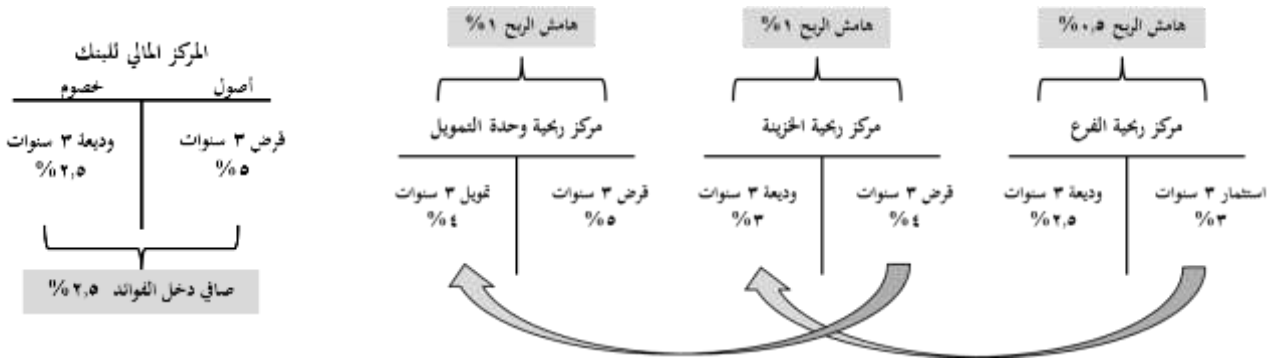 هامش الربح ٠,٥%
هامش الربح ١%
هامش الربح ١%
المركز المالي للبنك
أصول
خصوم
مركز ربحية الفرع
مركز ربحية الخزينة
مركز ربحية وحدة التمويل
قرض ٣ سنوات
٥%
وديعة ٣ سنوات
٢,٥%
استثمار ٣ سنوات
٣%
وديعة ٣ سنوات
٢,٥%
قرض ٣ سنوات
٤%
وديعة ٣ سنوات
٣%
قرض ٣ سنوات
٥%
تمويل ٣ سنوات
٤%
صافي دخل الفوائد ٢,٥%